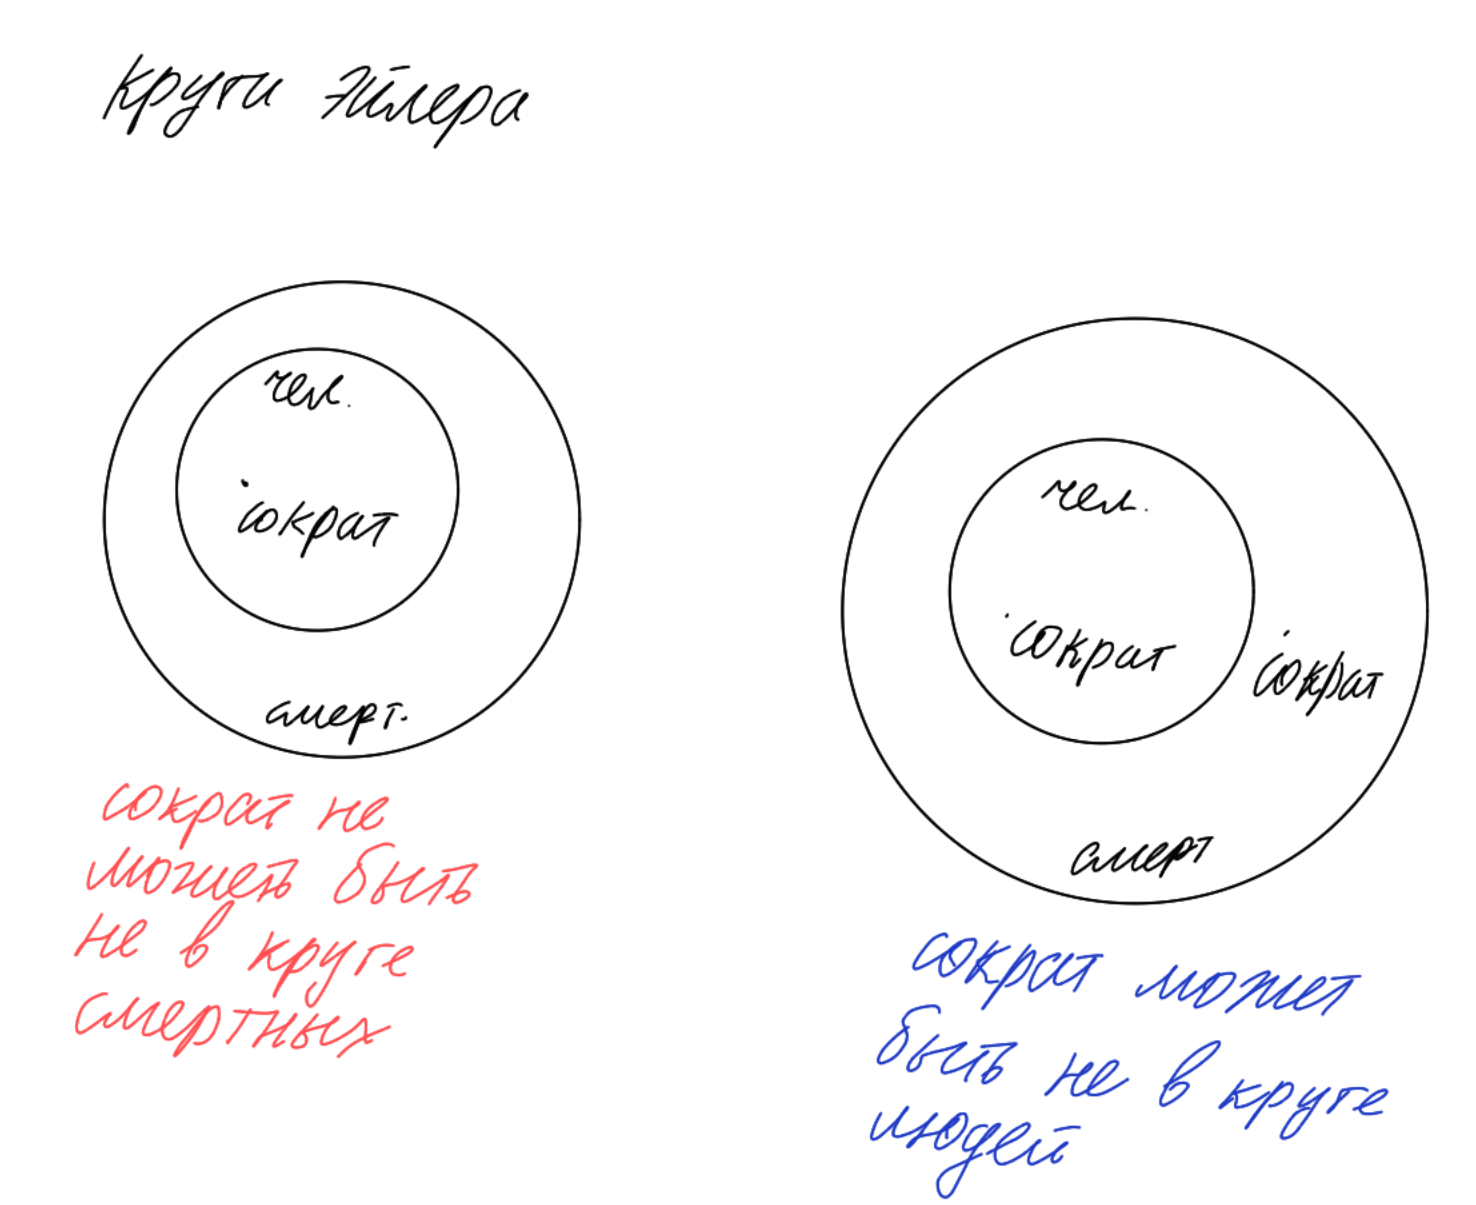 круги эйлера
чел.
сократ
смерт.
сократ не
может быть
не в круге
смертных
чел.
сократ
сократ
смерт
сократ может
быть не в круге
людей